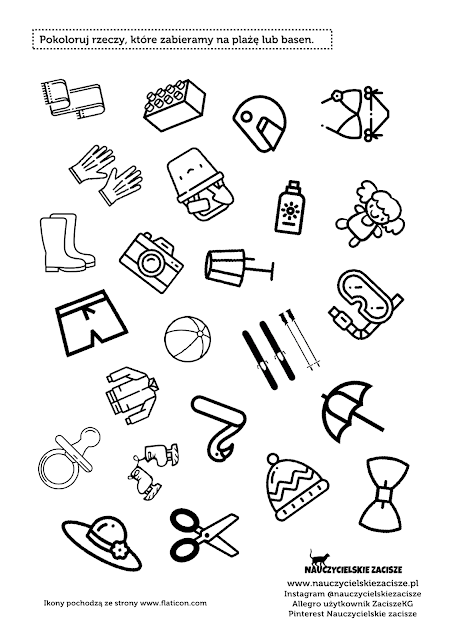 Pokoloruj rzeczy, które zabieramy na plażę lub basen.
NAUCZYCIELSKIE ZACISZE
www.nauczycielskiezacisze.pl
Instagram @nauczycielskizacisze
Allegro użytkownik ZaciszeKG
Pinterest Nauczycielskie zacisze
Ikony pochodzą ze strony www.flaticon.com